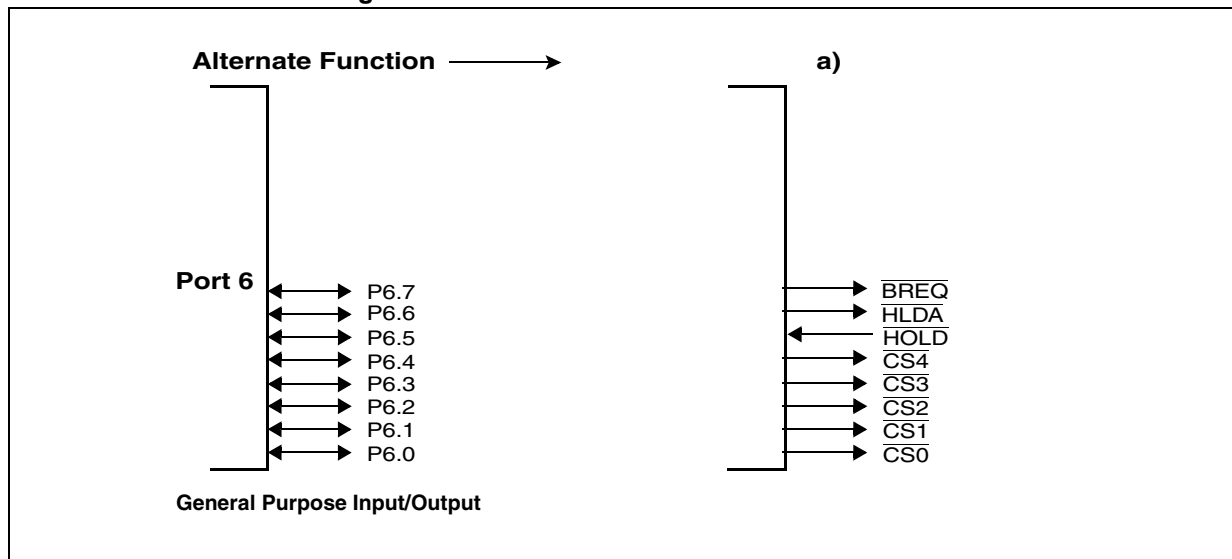 Alternate Function a)
Port 6
P6.7 BREQ
P6.6 HLDA
P6.5 HOLD
P6.4 CS4
P6.3 CS3
P6.2 CS2
P6.1 CS1
P6.0 CS0
General Purpose Input/Output